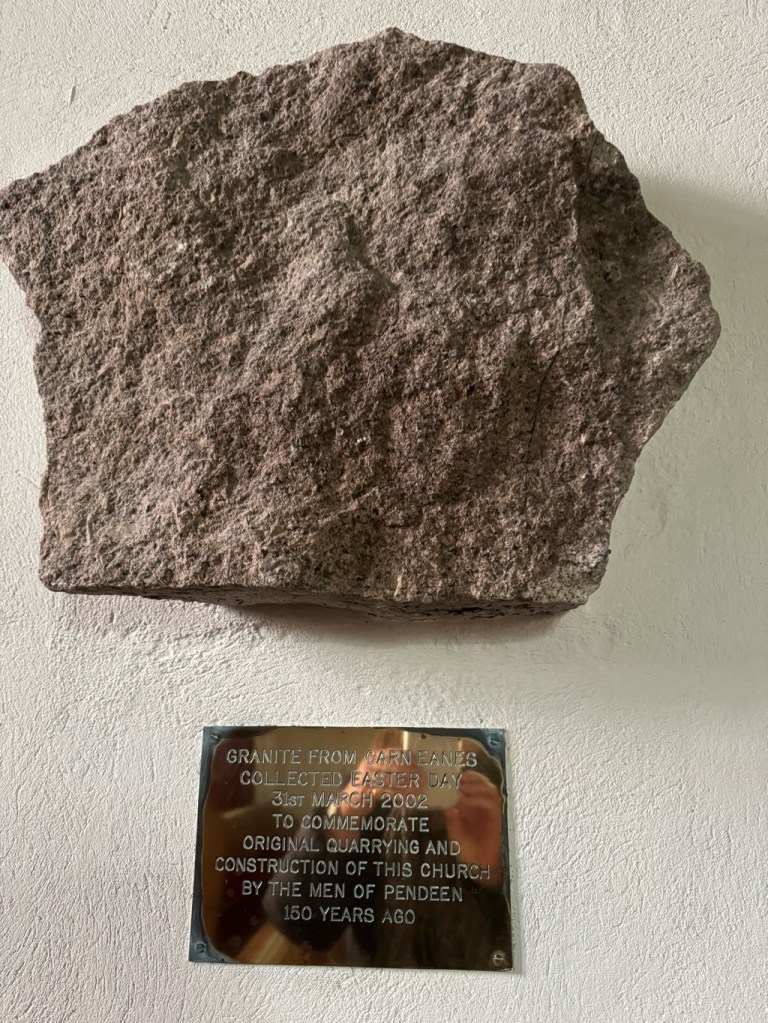 GRANITE FROM CARN EANES
COLLECTED EASTER DAY
31ST MARCH 2002
TO COMMEMORATE
ORIGINAL QUARRYING AND
CONSTRUCTION OF THIS CHURCH
BY THE MEN OF PENDEEN
150 YEARS AGO